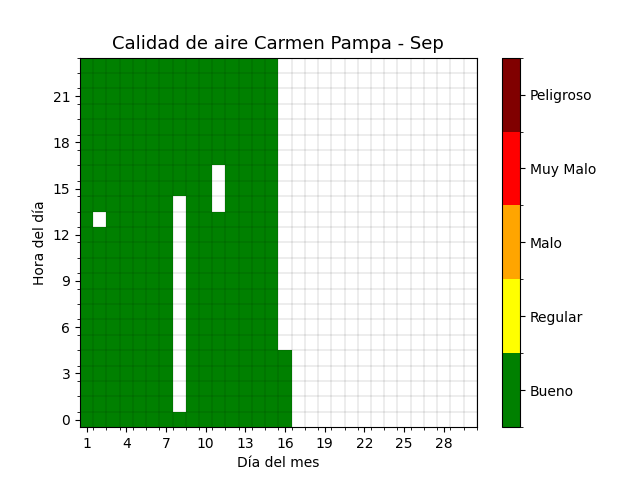 Calidad de aire Carmen Pampa - Sep
Hora del día
21
18
15
12
9
6
3
0
1 4 7 10 13 16 19 22 25 28
Día del mes
Peligroso
Muy Malo
Malo
Regular
Bueno